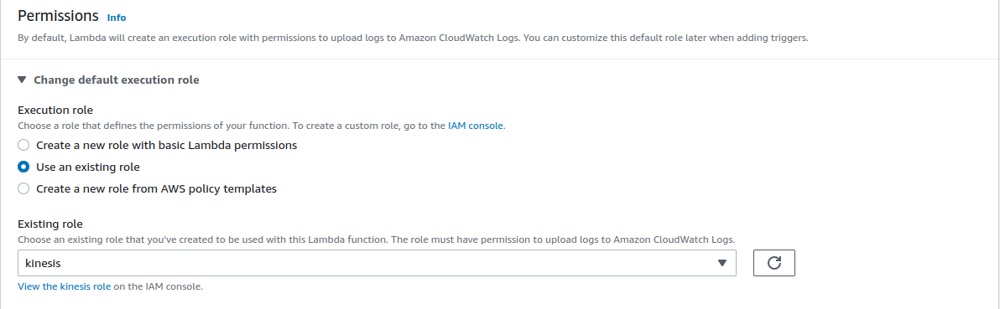 Permissions Info
By default, Lambda will create an execution role with permissions to upload logs to Amazon CloudWatch Logs. You can customize this default role later when adding triggers.
Change default execution role
Execution role
Choose a role that defines the permissions of your function. To create a custom role, go to the IAM console.
Create a new role with basic Lambda permissions
Use an existing role
Create a new role from AWS policy templates
Existing role
Choose an existing role that you've created to be used with this Lambda function. The role must have permission to upload logs to Amazon CloudWatch Logs.
kinesis
View the kinesis role on the IAM console.